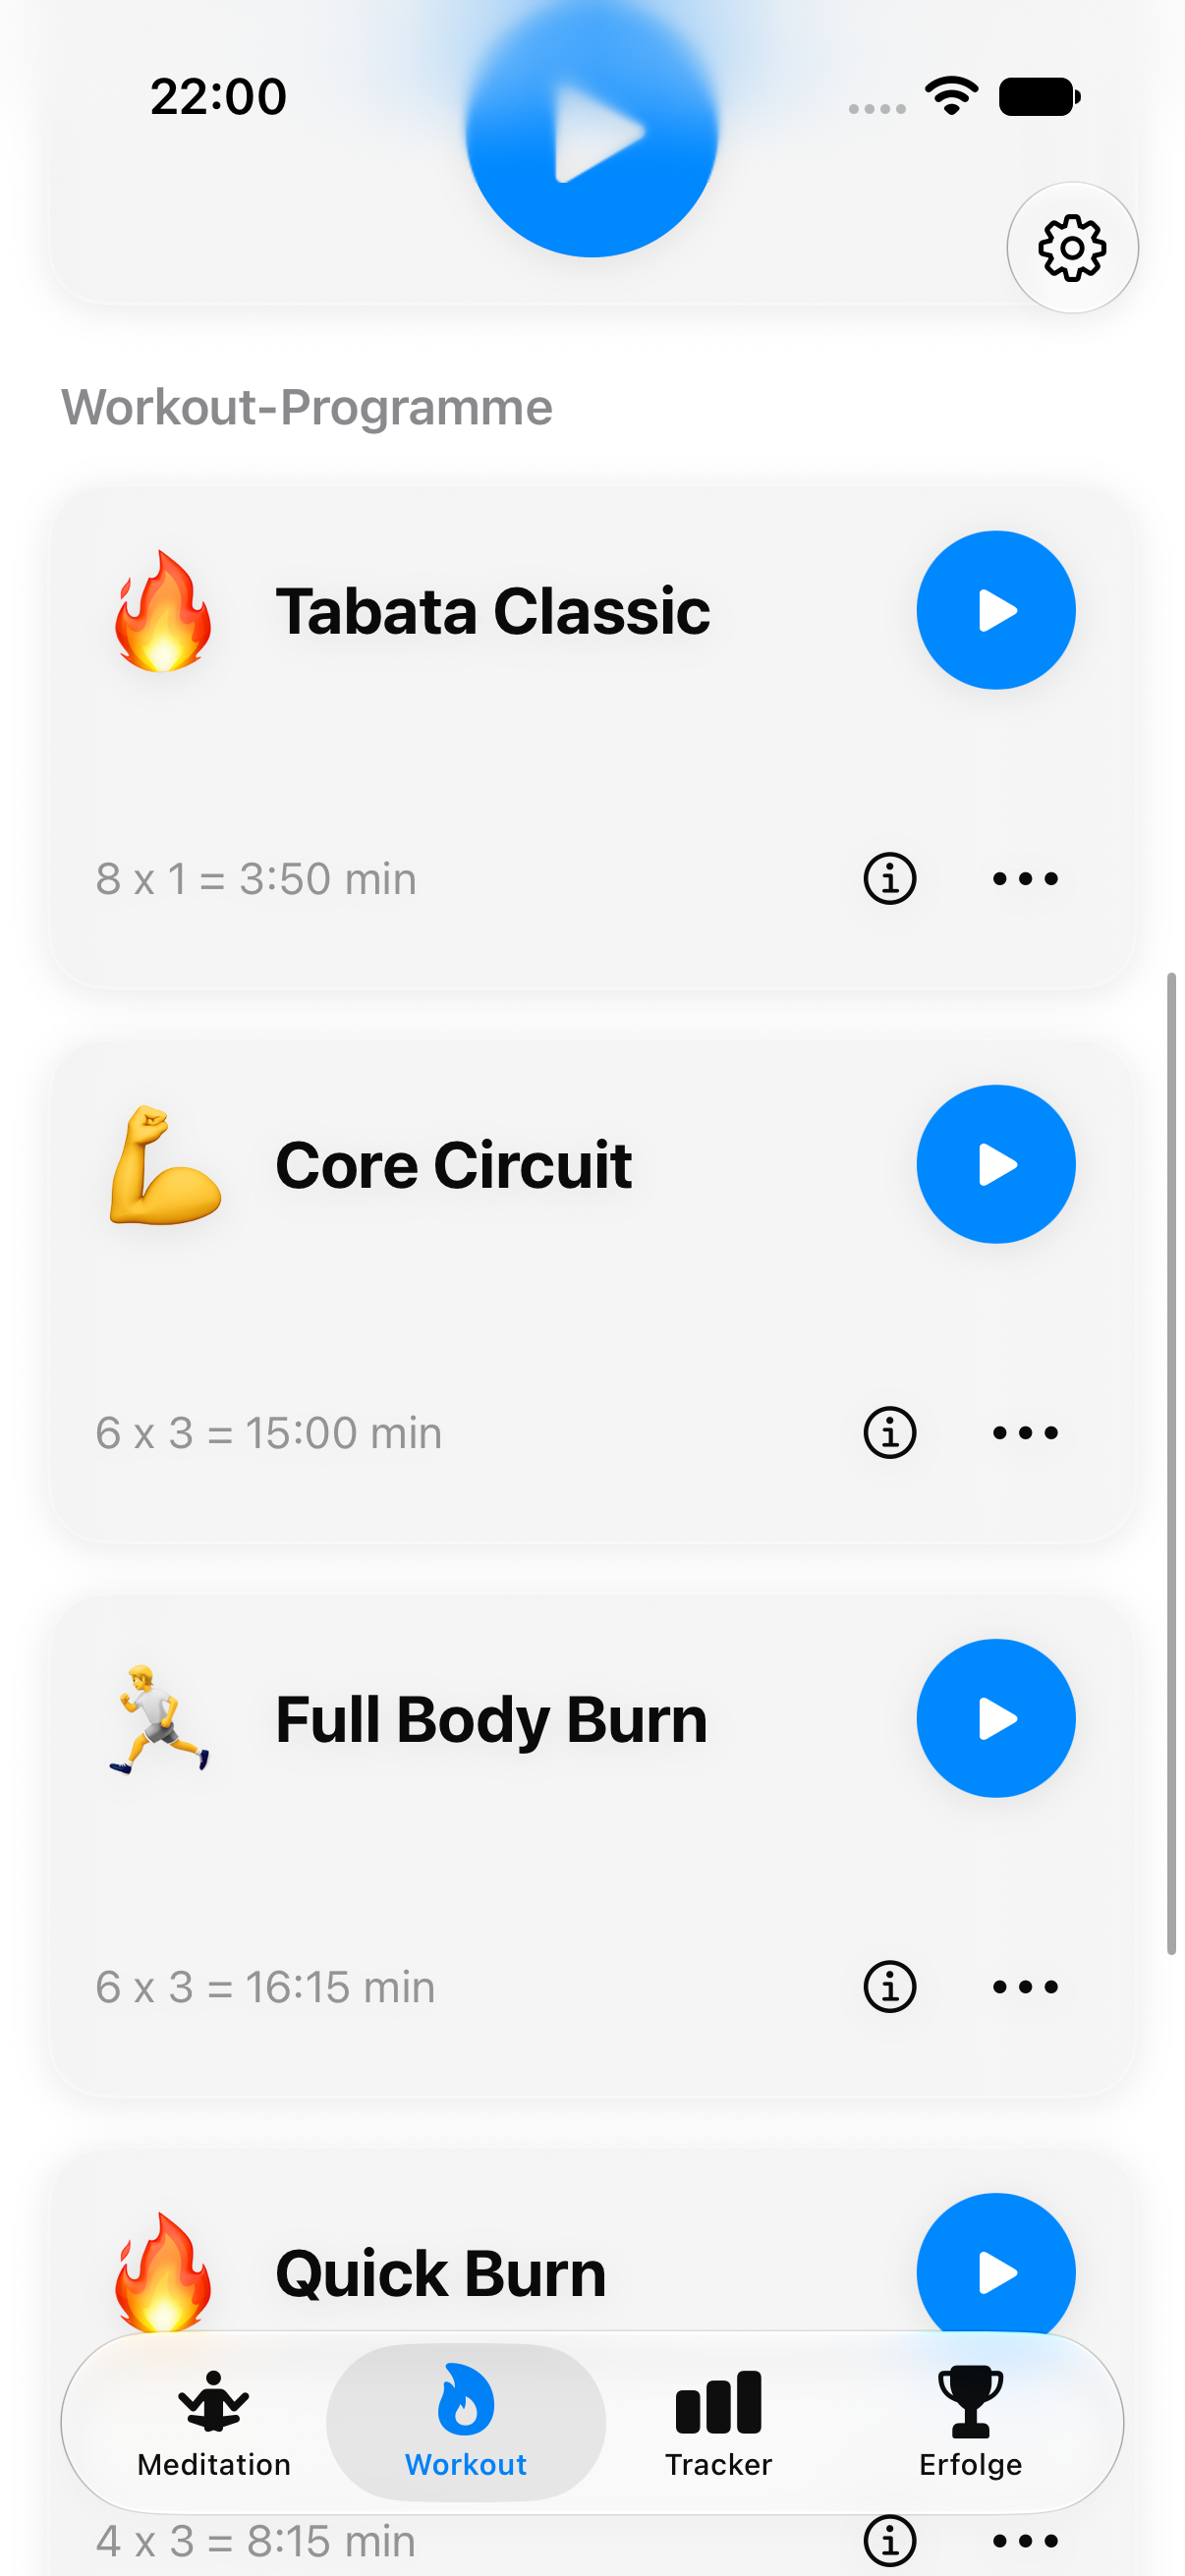 22:00
Workout-Programme
Tabata Classic
8 x 1 = 3:50 min
Core Circuit
6 x 3 = 15:00 min
Full Body Burn
6 x 3 = 16:15 min
Quick Burn
Meditation
Workout
Tracker
Erfolge
4 x 3 = 8:15 min